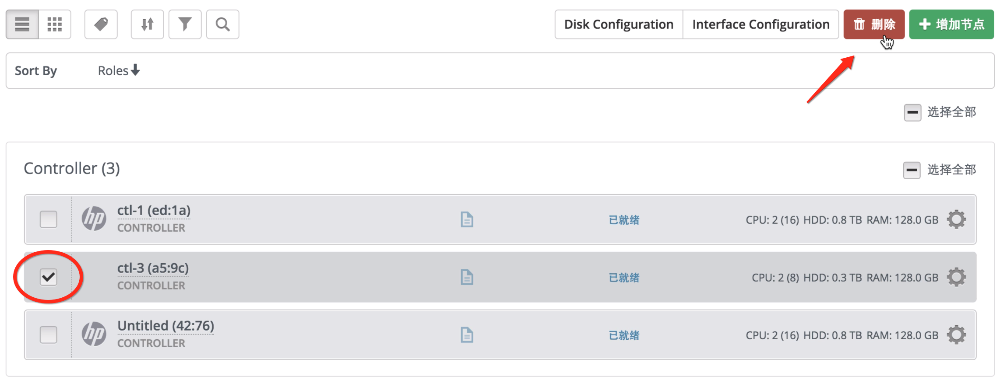 Disk Configuration Interface Configuration 删除 增加节点
Sort By Roles
选择全部
Controller (3) 选择全部
hp ctl-1 (ed:1a)
CONTROLLER
已就绪 CPU: 2 (16) HDD: 0.8 TB RAM: 128.0 GB
ctl-3 (a5:9c)
CONTROLLER
已就绪 CPU: 2 (8) HDD: 0.3 TB RAM: 128.0 GB
hp Untitled (42:76)
CONTROLLER
已就绪 CPU: 2 (16) HDD: 0.8 TB RAM: 128.0 GB